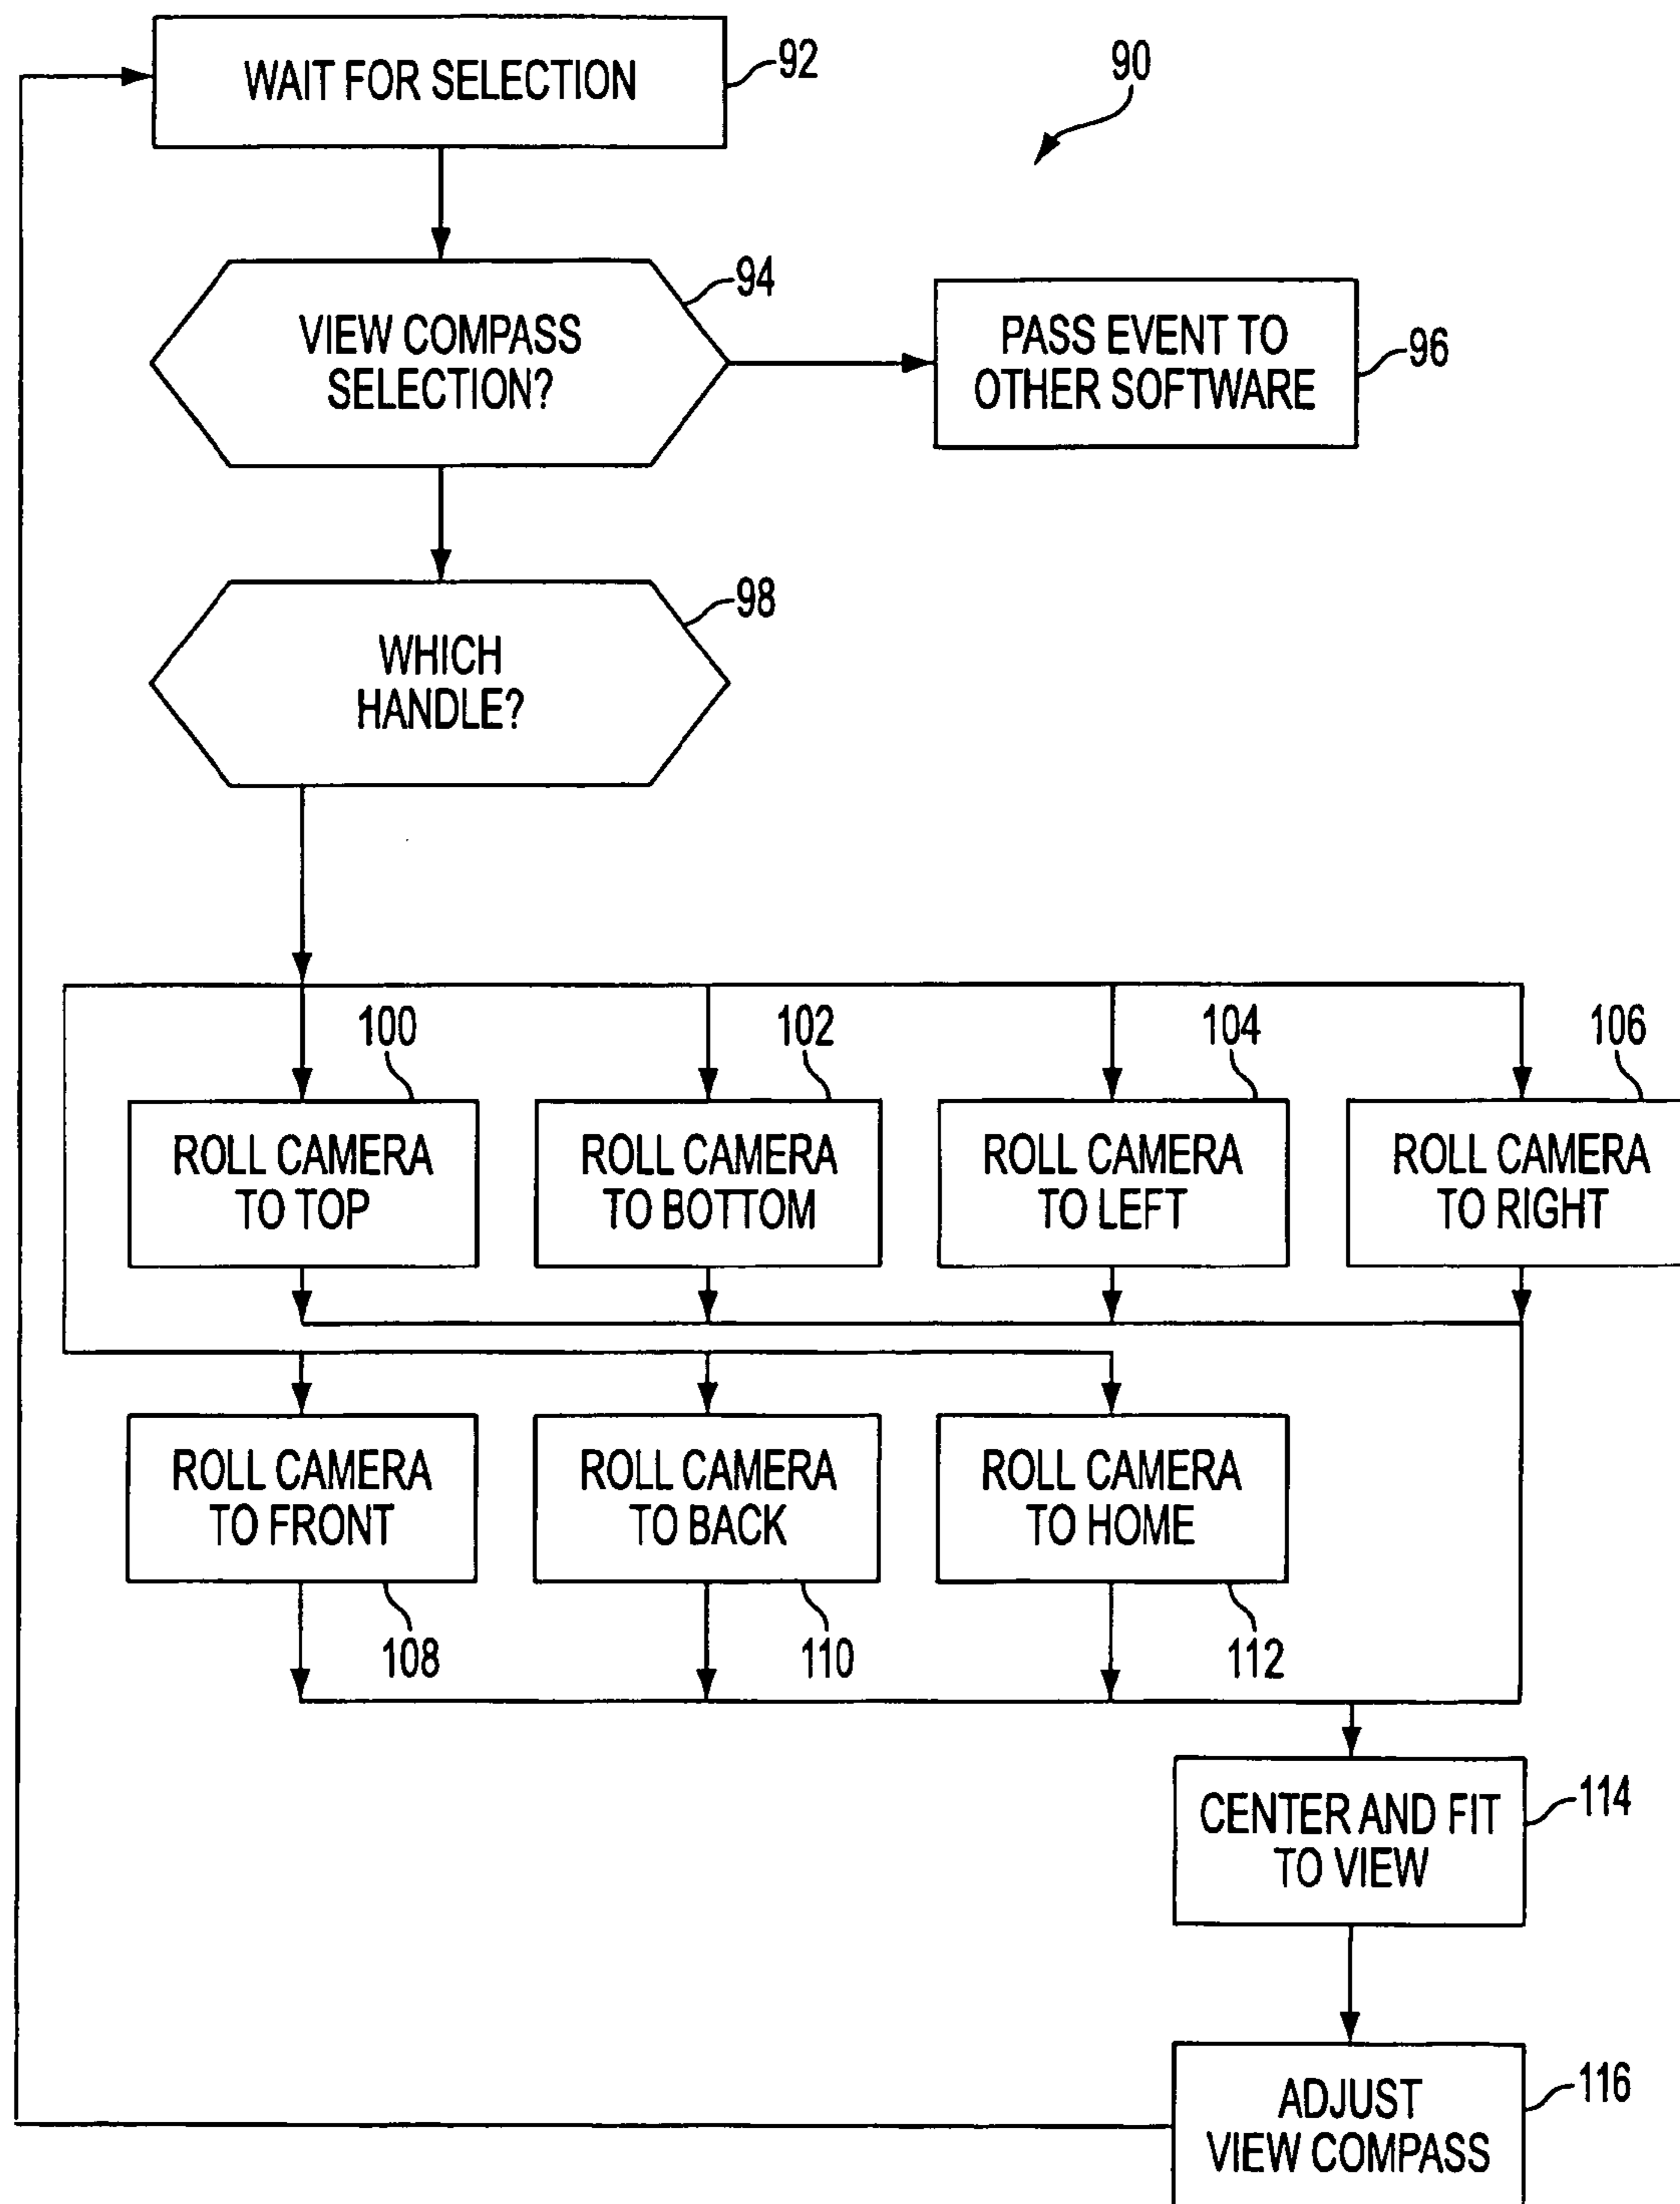 WAIT FOR SELECTION
92
90
VIEW COMPASS
SELECTION?
94
PASS EVENT TO
OTHER SOFTWARE
96
WHICH
HANDLE?
98
100
102
104
106
ROLL CAMERA
TO TOP
ROLL CAMERA
TO BOTTOM
ROLL CAMERA
TO LEFT
ROLL CAMERA
TO RIGHT
ROLL CAMERA
TO FRONT
ROLL CAMERA
TO BACK
ROLL CAMERA
TO HOME
108
110
112
CENTER AND FIT
TO VIEW
114
ADJUST
VIEW COMPASS
116